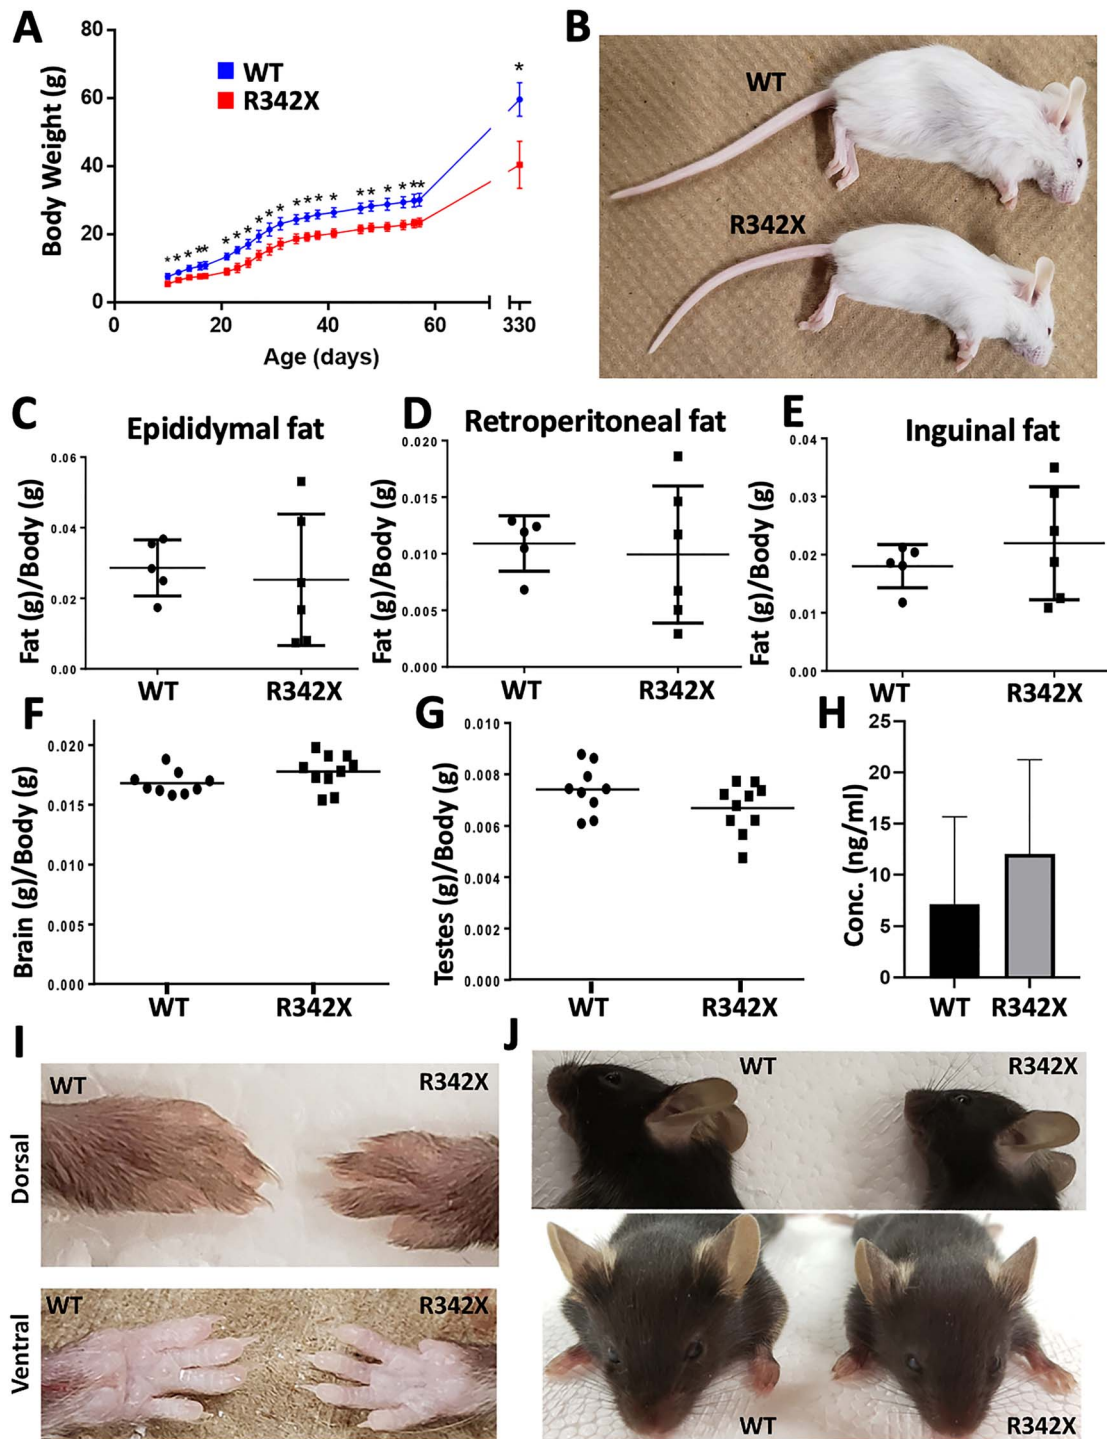 A
80
60
40
20
0
Body Weight (g)
WT
R342X
* * * ** * * * * * * * * * * ** * * **
*
0 20 40 60 330
Age (days)
B
WT
R342X
C
Epididymal fat
Fat (g)/Body (g)
0.06
0.04
0.02
0.00
WT R342X
D
Retroperitoneal fat
Fat (g)/Body (g)
0.020
0.015
0.010
0.005
0.000
WT R342X
E
Inguinal fat
Fat (g)/Body (g)
0.04
0.03
0.02
0.01
0.00
WT R342X
F
Brain (g)/Body (g)
0.020
0.015
0.010
0.005
0.000
WT R342X
G
Testes (g)/Body (g)
0.010
0.008
0.006
0.004
0.002
0.000
WT R342X
H
Conc. (ng/ml)
25
20
15
10
5
0
WT R342X
I
Dorsal
WT R342X
Ventral
WT R342X
J
WT R342X
WT R342X